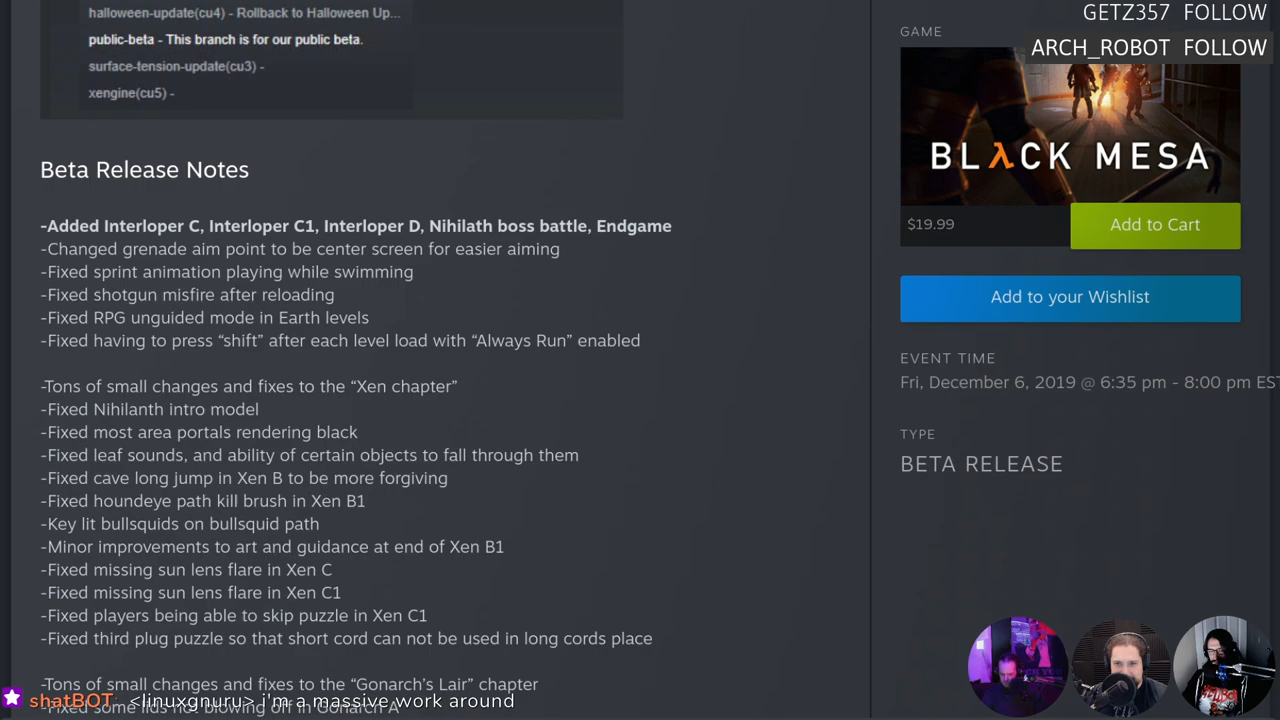 halloween-update(cu4) - Rollback to Halloween Up...
public-beta - This branch is for our public beta.
surface-tension-update(cu3) -
xengine(cu5) -
Beta Release Notes
-Added Interloper C, Interloper C1, Interloper D, Nihilath boss battle, Endgame
-Changed grenade aim point to be center screen for easier aiming
-Fixed sprint animation playing while swimming
-Fixed shotgun misfire after reloading
-Fixed RPG unguided mode in Earth levels
-Fixed having to press “shift” after each level load with “Always Run” enabled
-Tons of small changes and fixes to the “Xen chapter”
-Fixed Nihilanth intro model
-Fixed most area portals rendering black
-Fixed leaf sounds, and ability of certain objects to fall through them
-Fixed cave long jump in Xen B to be more forgiving
-Fixed houndeye path kill brush in Xen B1
-Key lit bullsquids on bullsquid path
-Minor improvements to art and guidance at end of Xen B1
-Fixed missing sun lens flare in Xen C
-Fixed missing sun lens flare in Xen C1
-Fixed players being able to skip puzzle in Xen C1
-Fixed third plug puzzle so that short cord can not be used in long cords place
-Tons of small changes and fixes to the “Gonarch’s Lair” chapter
-Fixed some lids not blowing off in Gonarch A
shatBOT <linuxgnuru> i'm a massive work around
GETZ357 FOLLOW
ARCH_ROBOT FOLLOW
GAME
BLλCK MESA
$19.99
Add to Cart
Add to your Wishlist
EVENT TIME
Fri, December 6, 2019 @ 6:35 pm - 8:00 pm EST
TYPE
BETA RELEASE